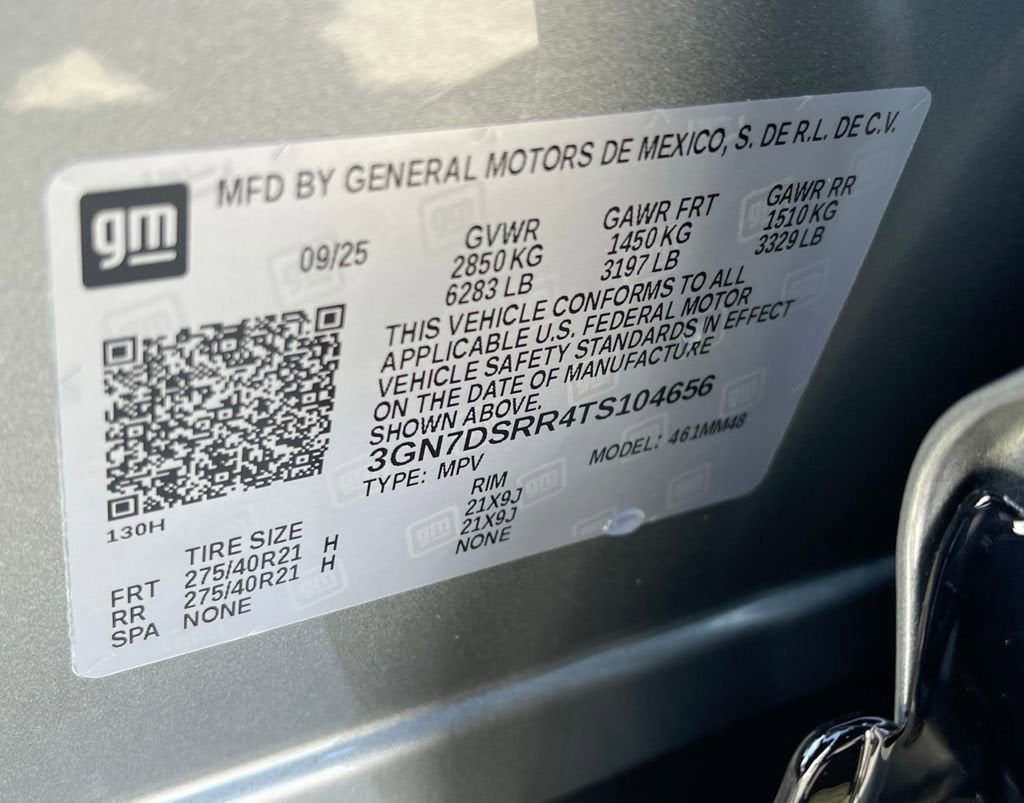 gm
MFD BY GENERAL MOTORS DE MEXICO, S. DE R.L. DE C.V.
09/25
GVWR
2850 KG
6283 LB
GAWR FRT
1450 KG
3197 LB
GAWR RR
1510 KG
3329 LB
THIS VEHICLE CONFORMS TO ALL
APPLICABLE U.S. FEDERAL MOTOR
VEHICLE SAFETY STANDARDS IN EFFECT
ON THE DATE OF MANUFACTURE
SHOWN ABOVE.
3GN7DSRR4TS104656
TYPE: MPV
MODEL: 461MM48
130H
TIRE SIZE RIM
FRT 275/40R21 H 21X9J
RR 275/40R21 H 21X9J
SPA NONE NONE